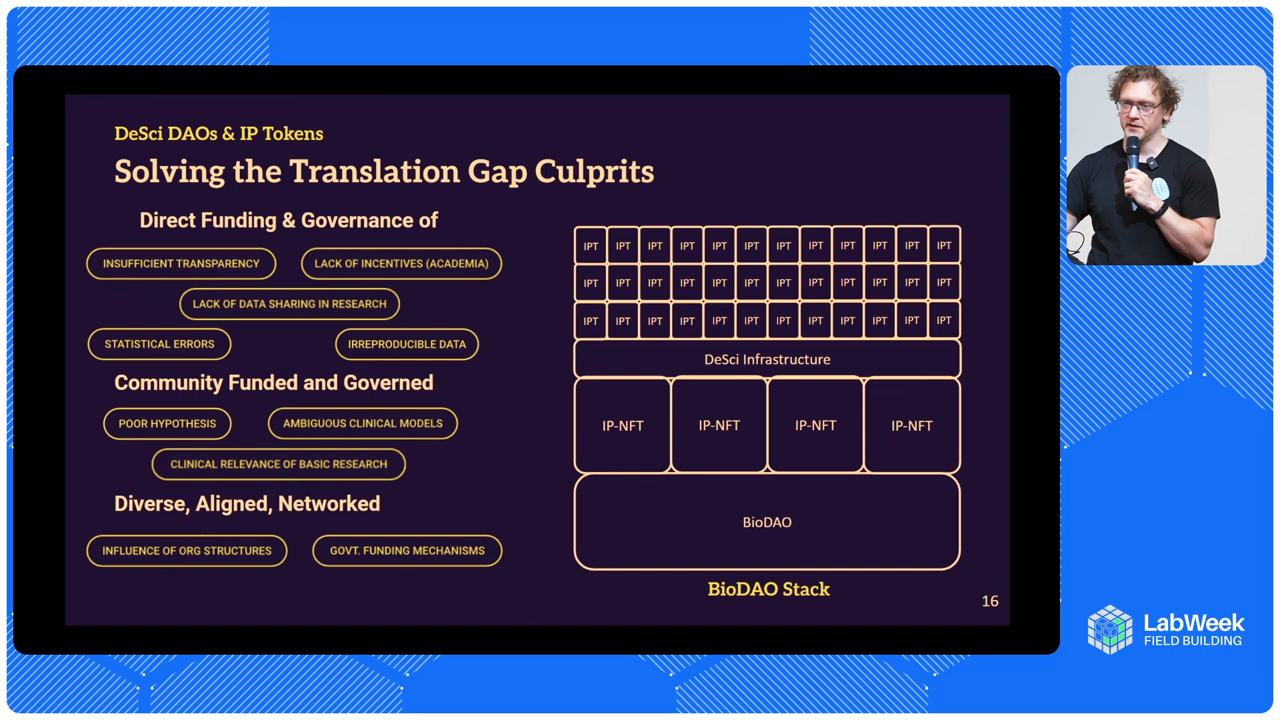 DeSci DAOs & IP Tokens
Solving the Translation Gap Culprits
Direct Funding & Governance of
INSUFFICIENT TRANSPARENCY
LACK OF INCENTIVES (ACADEMIA)
LACK OF DATA SHARING IN RESEARCH
STATISTICAL ERRORS
IRREPRODUCIBLE DATA
Community Funded and Governed
POOR HYPOTHESIS
AMBIGUOUS CLINICAL MODELS
CLINICAL RELEVANCE OF BASIC RESEARCH
Diverse, Aligned, Networked
INFLUENCE OF ORG STRUCTURES
GOVT. FUNDING MECHANISMS
IPT IPT IPT IPT IPT IPT IPT IPT IPT IPT IPT IPT
IPT IPT IPT IPT IPT IPT IPT IPT IPT IPT IPT IPT
IPT IPT IPT IPT IPT IPT IPT IPT IPT IPT IPT IPT
DeSci Infrastructure
IP-NFT IP-NFT IP-NFT IP-NFT
BioDAO
BioDAO Stack
16
LabWeek
FIELD BUILDING